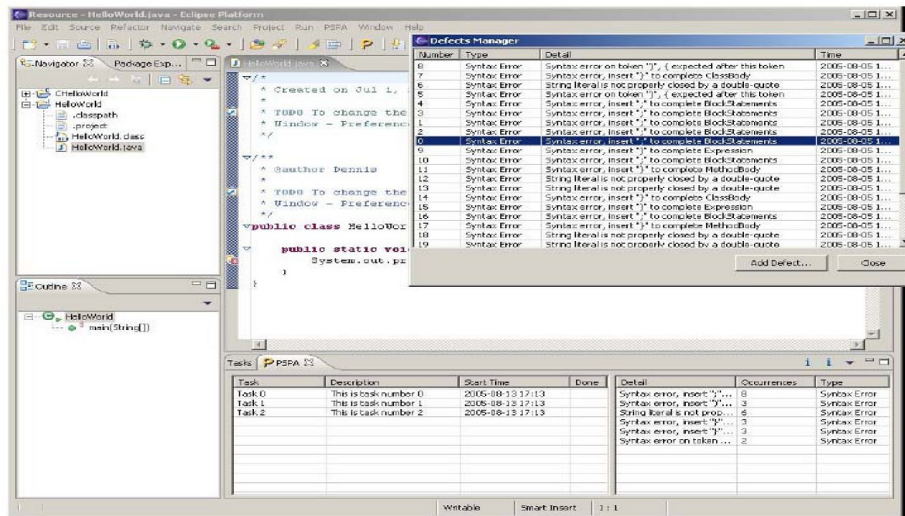 Resource - HelloWorld.java - Eclipse Platform
File Edit Source Refactor Navigate Search Project Run PSPA Window Help
Navigator Package Exp...
CHelloWorld
HelloWorld
.classpath
.project
HelloWorld.class
HelloWorld.java
HelloWorld.java
/*
* Created on Jul 1,
*
* TODO To change the
* Window - Preferenc
*/
/**
* @author Dennis
*
* TODO To change the
* Window - Preferenc
*/
public class HelloWor
public static voi
System.out.pr
}
}
Defects Manager
Number Type Detail Time
8 Syntax Error Syntax error on token ")", { expected after this token 2005-08-05 1...
7 Syntax Error Syntax error, insert "}" to complete ClassBody 2005-08-05 1...
6 Syntax Error String literal is not properly closed by a double-quote 2005-08-05 1...
5 Syntax Error Syntax error on token ")", { expected after this token 2005-08-05 1...
4 Syntax Error Syntax error, insert ";" to complete BlockStatements 2005-08-05 1...
3 Syntax Error Syntax error, insert ";" to complete BlockStatements 2005-08-05 1...
1 Syntax Error Syntax error, insert ";" to complete BlockStatements 2005-08-05 1...
2 Syntax Error Syntax error, insert ";" to complete BlockStatements 2005-08-05 1...
0 Syntax Error Syntax error, insert ";" to complete BlockStatements 2005-08-05 1...
9 Syntax Error Syntax error, insert ")" to complete Expression 2005-08-05 1...
10 Syntax Error Syntax error, insert ";" to complete BlockStatements 2005-08-05 1...
11 Syntax Error Syntax error, insert "}" to complete MethodBody 2005-08-05 1...
12 Syntax Error String literal is not properly closed by a double-quote 2005-08-05 1...
13 Syntax Error String literal is not properly closed by a double-quote 2005-08-05 1...
14 Syntax Error Syntax error, insert "}" to complete ClassBody 2005-08-05 1...
15 Syntax Error Syntax error, insert ")" to complete Expression 2005-08-05 1...
16 Syntax Error Syntax error, insert ";" to complete BlockStatements 2005-08-05 1...
17 Syntax Error Syntax error, insert "}" to complete MethodBody 2005-08-05 1...
18 Syntax Error String literal is not properly closed by a double-quote 2005-08-05 1...
19 Syntax Error String literal is not properly closed by a double-quote 2005-08-05 1...
Add Defect... Close
Outline
HelloWorld
main(String[])
Tasks PSPA
Task Description Start Time Done
Task 0 This is task number 0 2005-08-13 17:13
Task 1 This is task number 1 2005-08-13 17:13
Task 2 This is task number 2 2005-08-13 17:13
Detail Occurrences Type
Syntax error, insert ";"... 8 Syntax Error
Syntax error, insert ")"... 3 Syntax Error
String literal is not prop... 6 Syntax Error
Syntax error, insert "}"... 3 Syntax Error
Syntax error, insert "}"... 3 Syntax Error
Syntax error on token ... 2 Syntax Error
Writable Smart Insert 1 : 1